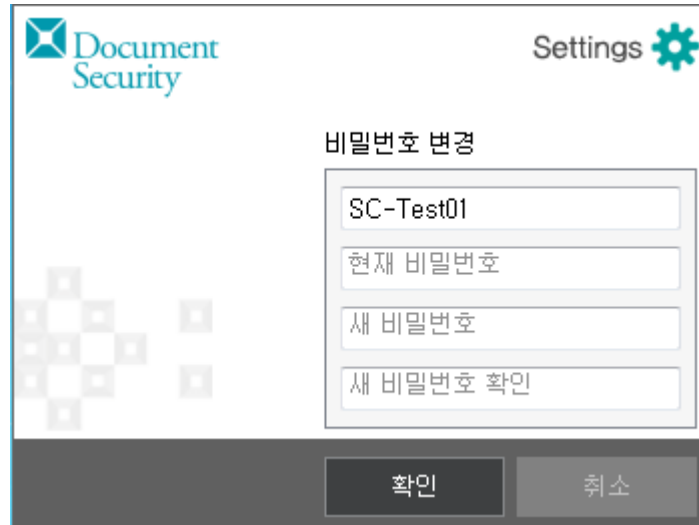 Document
Security
Settings
비밀번호 변경
SC-Test01
현재 비밀번호
새 비밀번호
새 비밀번호 확인
확인
취소